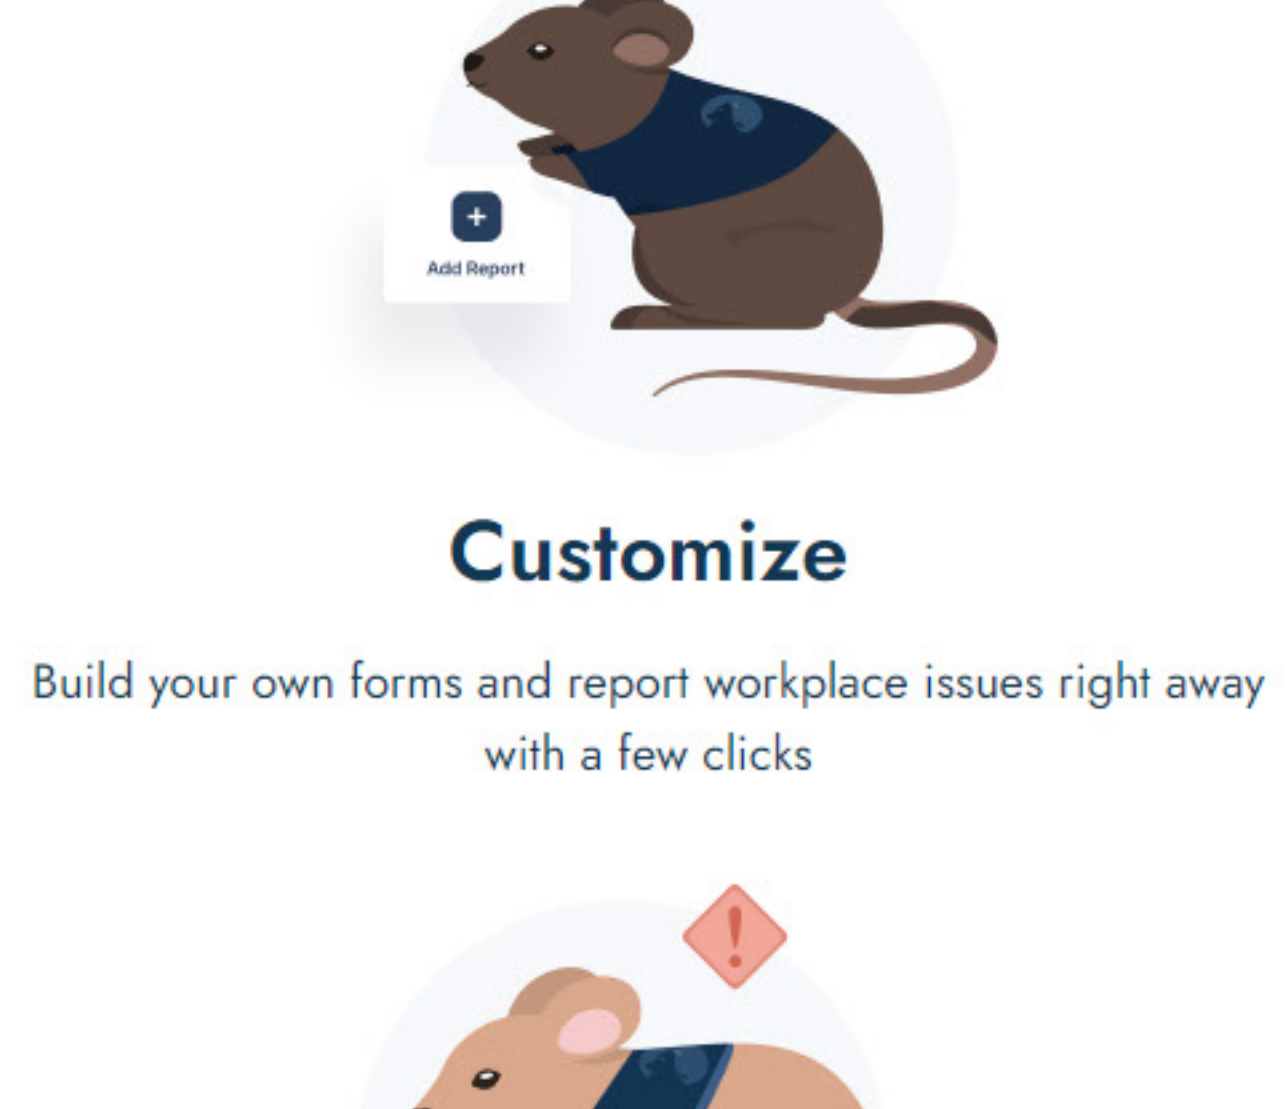 +
Add Report
Customize
Build your own forms and report workplace issues right away
with a few clicks
!